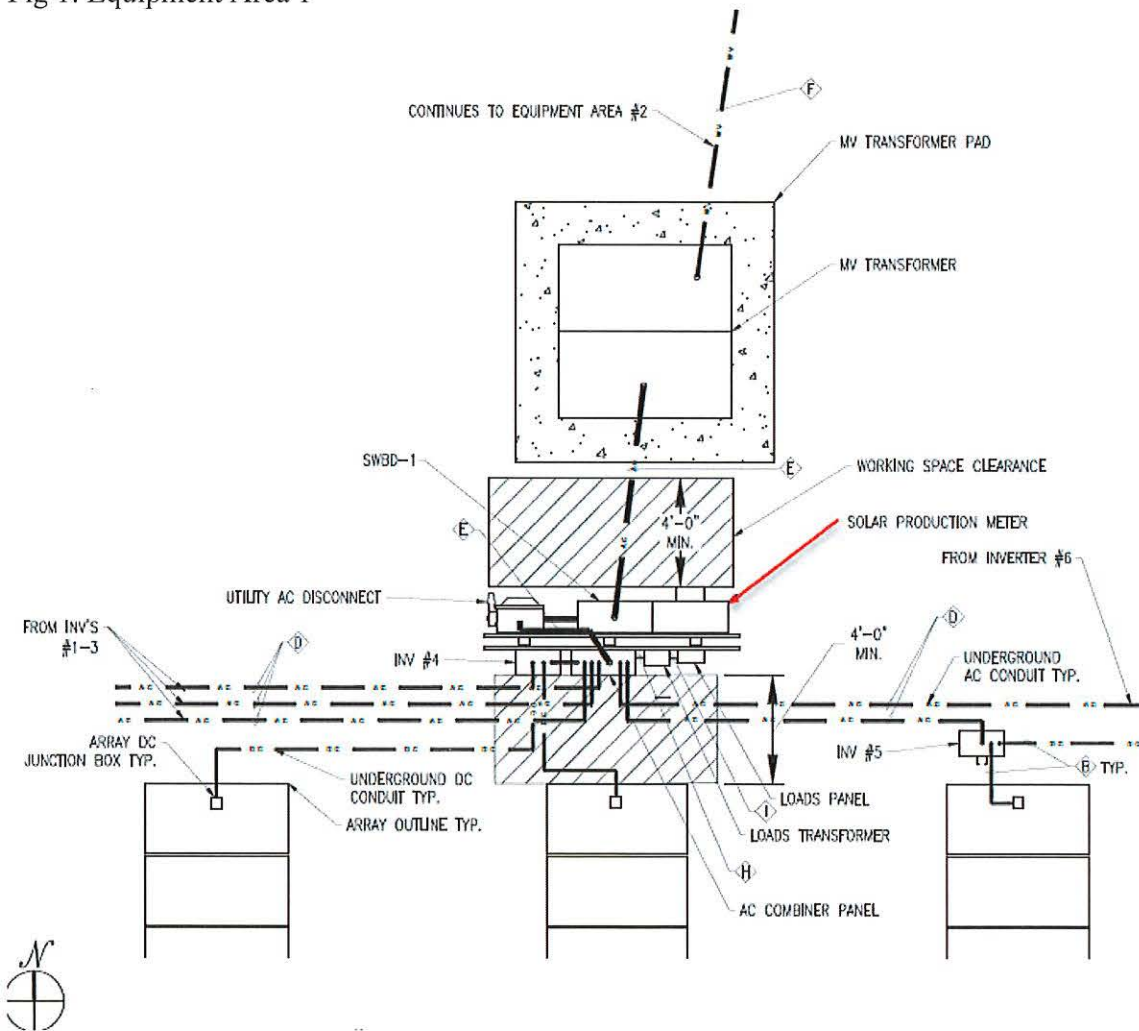 Fig 1. Equipment Area 1
CONTINUES TO EQUIPMENT AREA #2
F
MV TRANSFORMER PAD
MV TRANSFORMER
SWBD-1
E
WORKING SPACE CLEARANCE
4'-0"
MIN.
E
SOLAR PRODUCTION METER
FROM INVERTER #6
UTILITY AC DISCONNECT
FROM INV'S
#1-3
D
INV #4
4'-0"
MIN.
D
UNDERGROUND
AC CONDUIT TYP.
INV #5
B TYP.
ARRAY DC
JUNCTION BOX TYP.
UNDERGROUND DC
CONDUIT TYP.
ARRAY OUTLINE TYP.
LOADS PANEL
I
LOADS TRANSFORMER
H
AC COMBINER PANEL
N